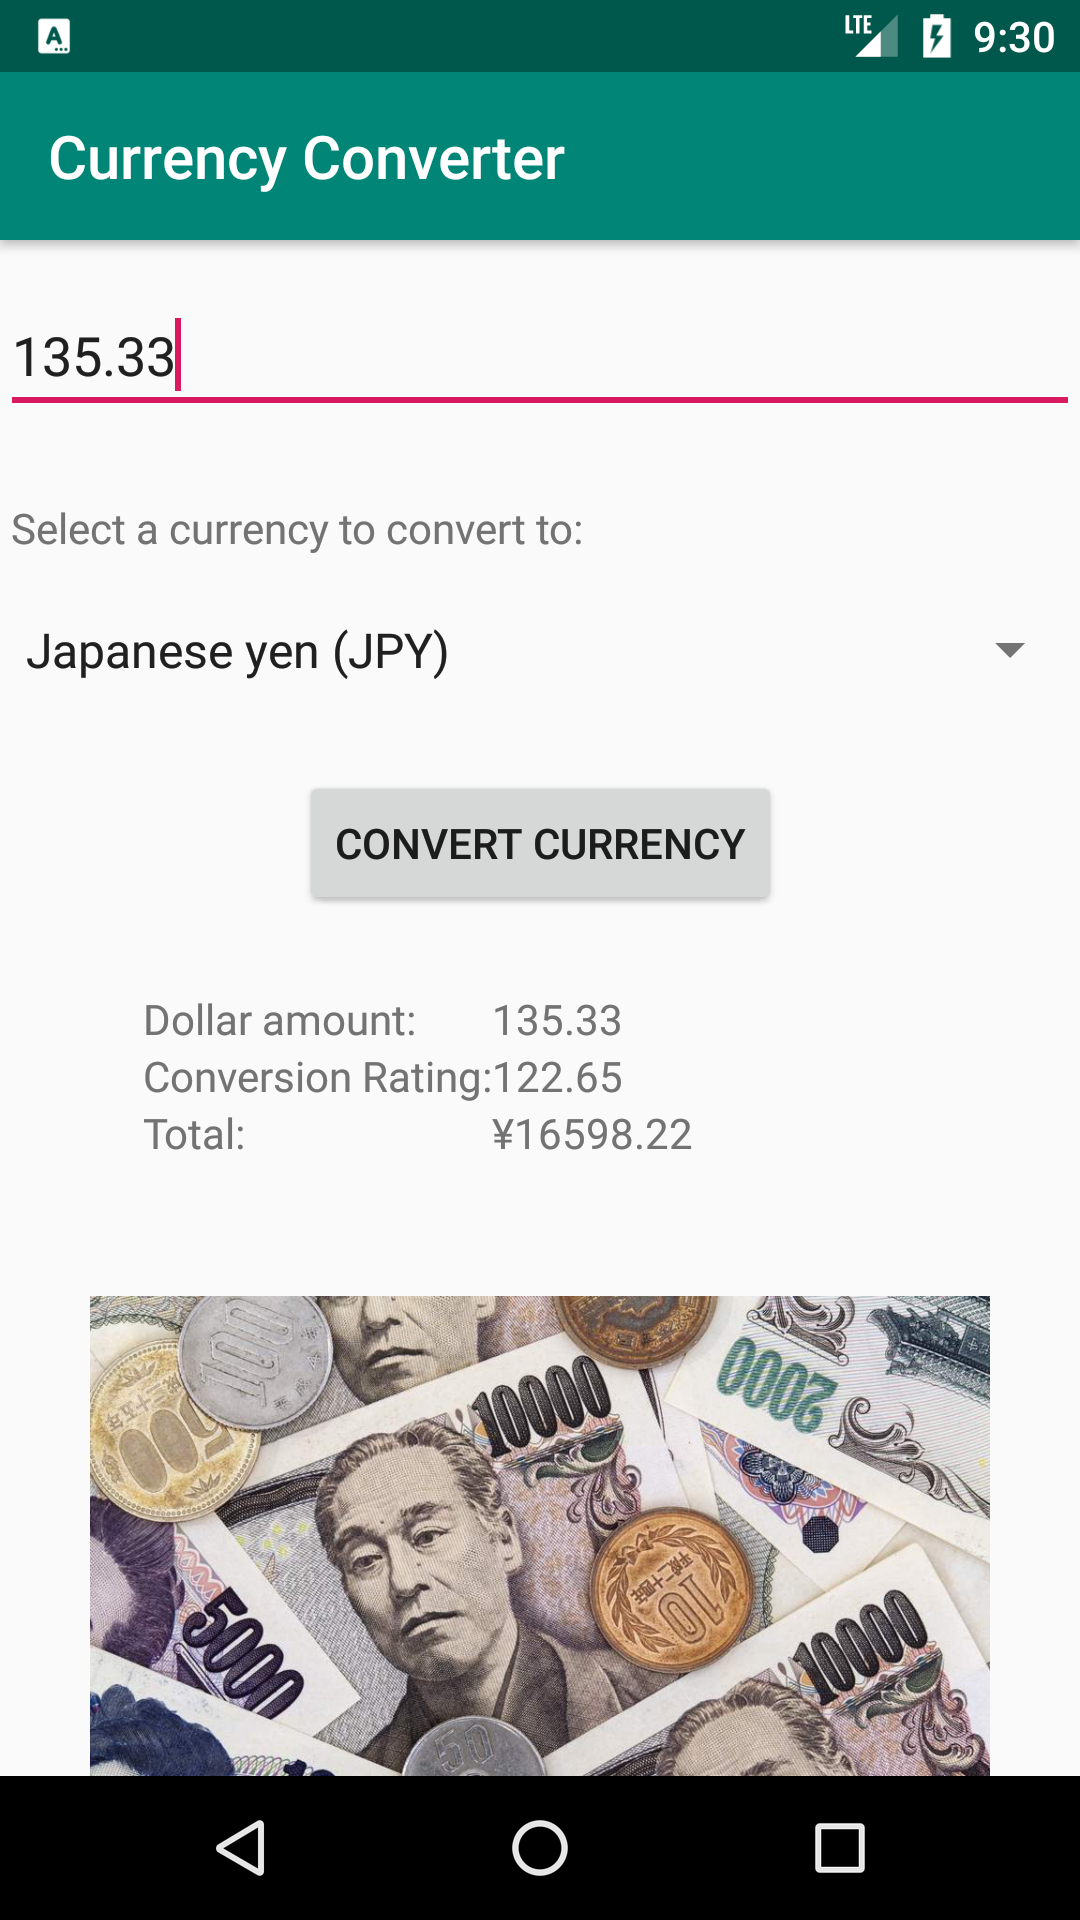 LTE 9:30
Currency Converter
135.33
Select a currency to convert to:
Japanese yen (JPY)
CONVERT CURRENCY
Dollar amount: 135.33
Conversion Rating: 122.65
Total: ¥16598.22
100
10000
2000
500
10
5000
10000
50